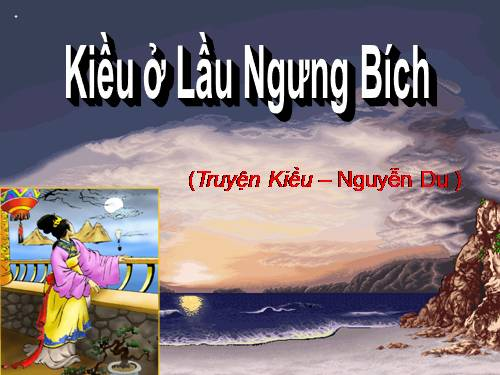 Kiều ở Lầu Ngưng Bích
(Truyện Kiều – Nguyễn Du )